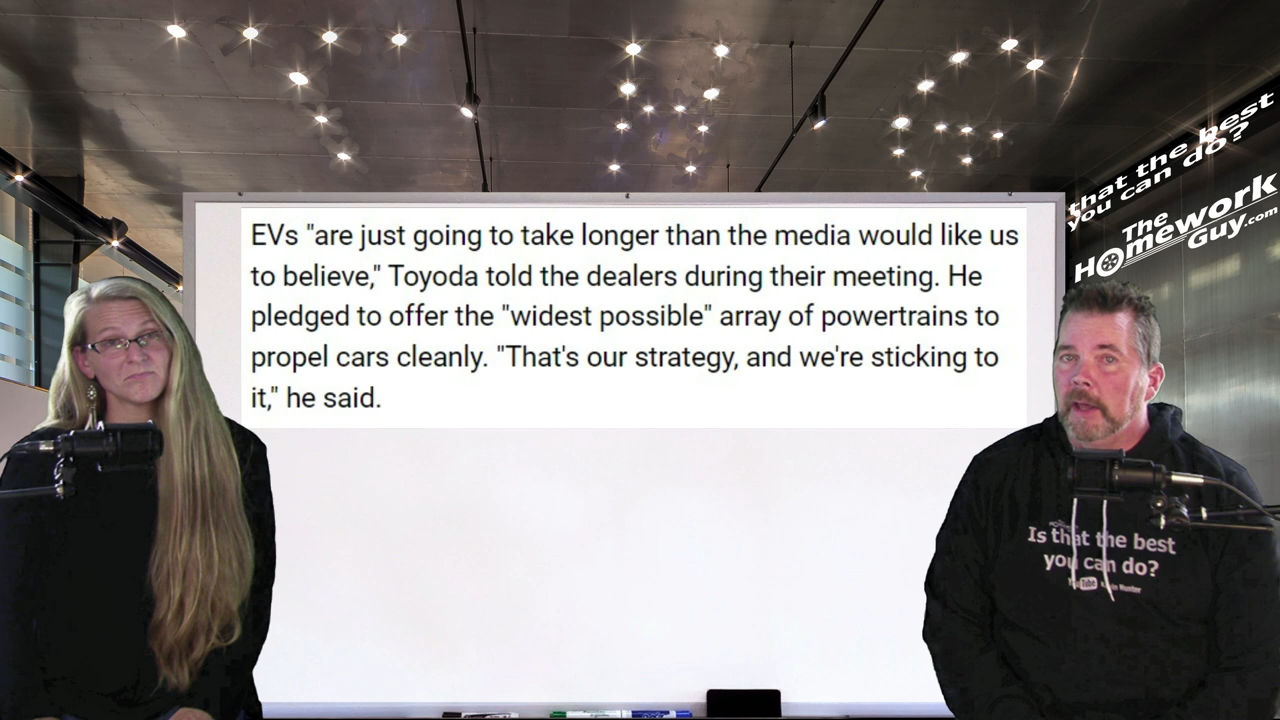 EVs "are just going to take longer than the media would like us
to believe," Toyoda told the dealers during their meeting. He
pledged to offer the "widest possible" array of powertrains to
propel cars cleanly. "That's our strategy, and we're sticking to
it," he said.
that the best
you can do?
The
Homework
Guy.com
Is that the best
you can do?